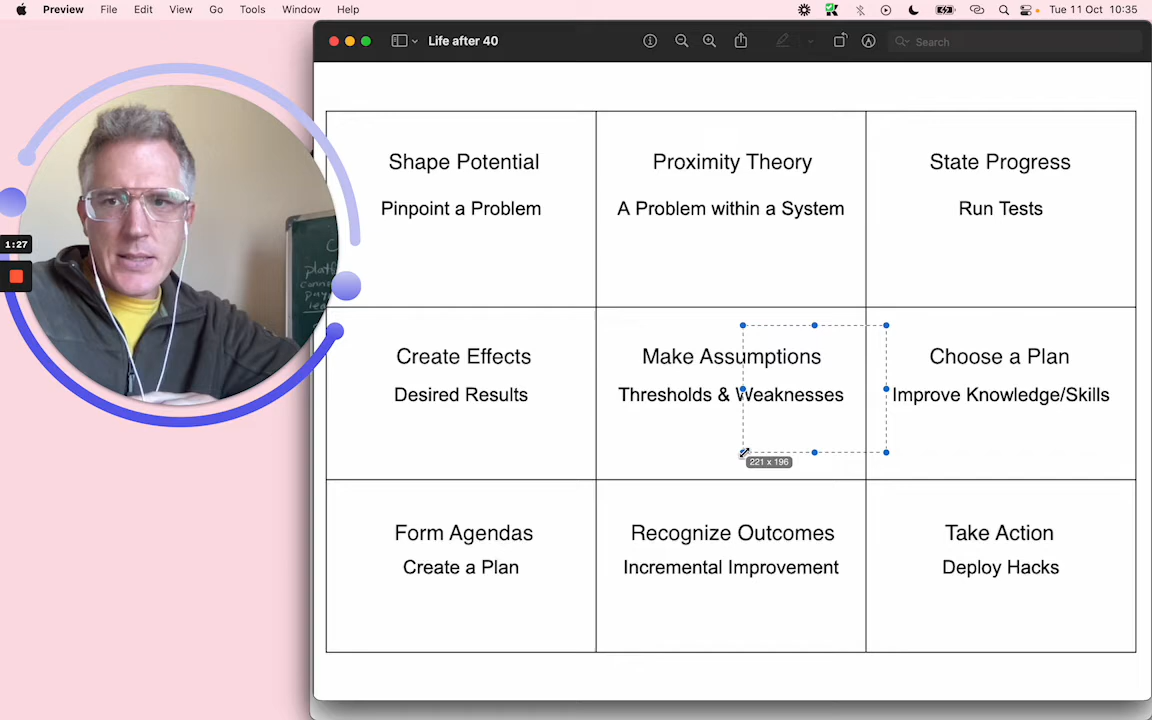 Preview File Edit View Go Tools Window Help Tue 11 Oct 10:35
Life after 40
Search
Shape Potential
Pinpoint a Problem
Proximity Theory
A Problem within a System
State Progress
Run Tests
1:27
Create Effects
Desired Results
Make Assumptions
Thresholds & Weaknesses
Choose a Plan
Improve Knowledge/Skills
221 x 196
Form Agendas
Create a Plan
Recognize Outcomes
Incremental Improvement
Take Action
Deploy Hacks